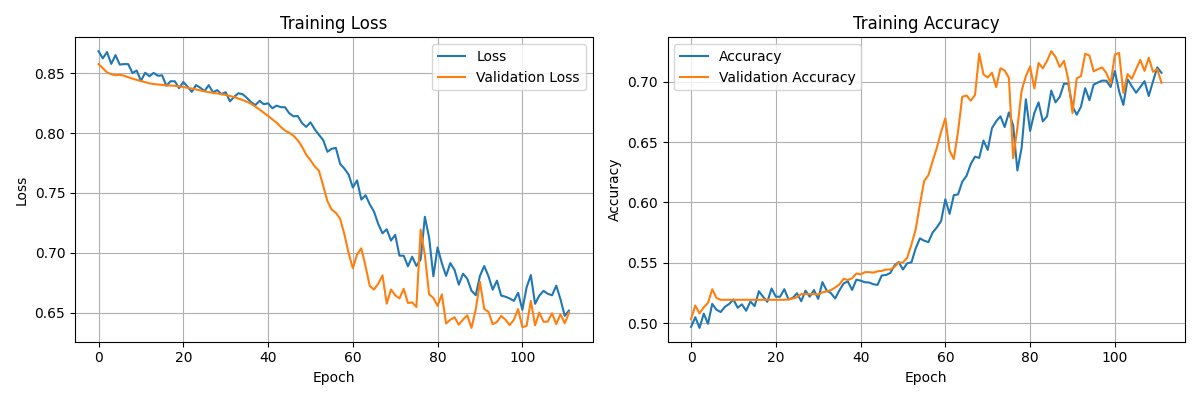 Training Loss
Loss
Validation Loss
0.85
0.80
0.75
0.70
0.65
Loss
0 20 40 60 80 100
Epoch
Training Accuracy
Accuracy
Validation Accuracy
0.70
0.65
0.60
0.55
0.50
Accuracy
0 20 40 60 80 100
Epoch